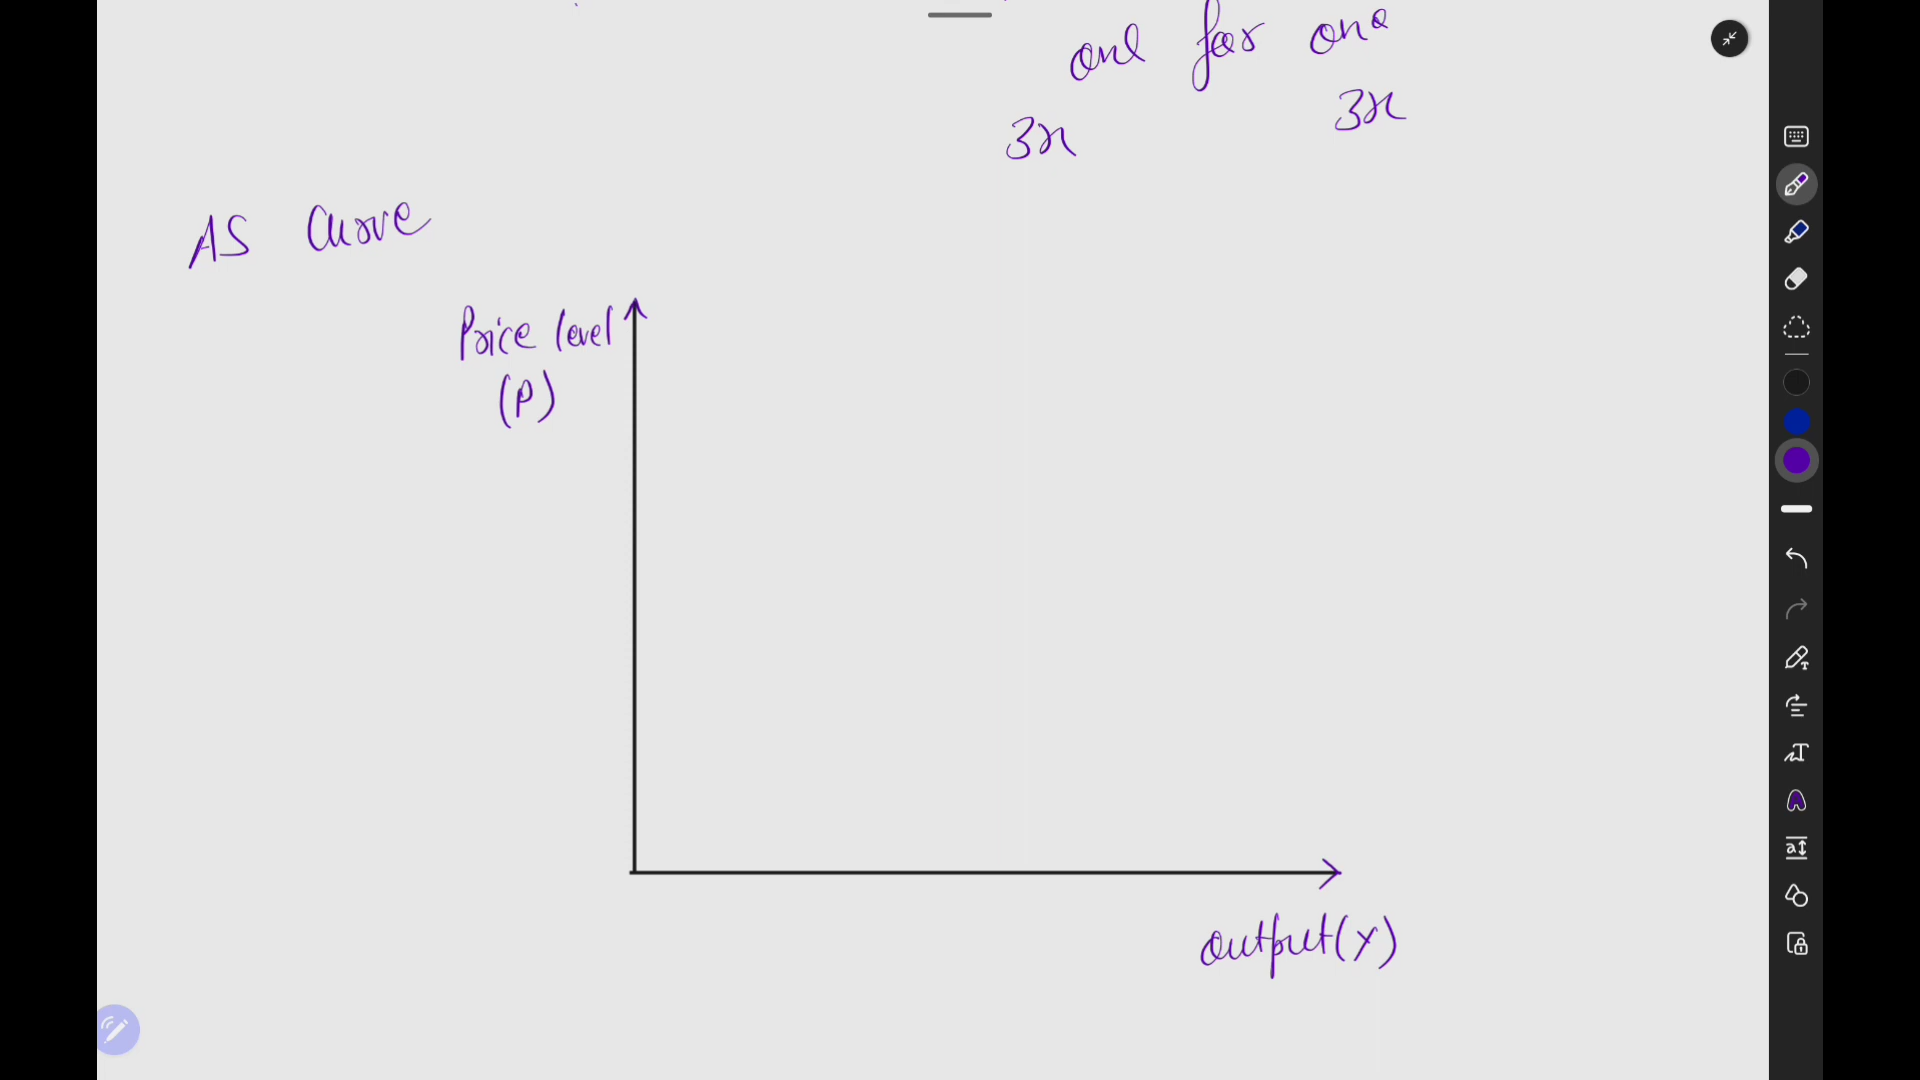 one for one
3x 3x
AS Curve
Price level
(P)
output(Y)